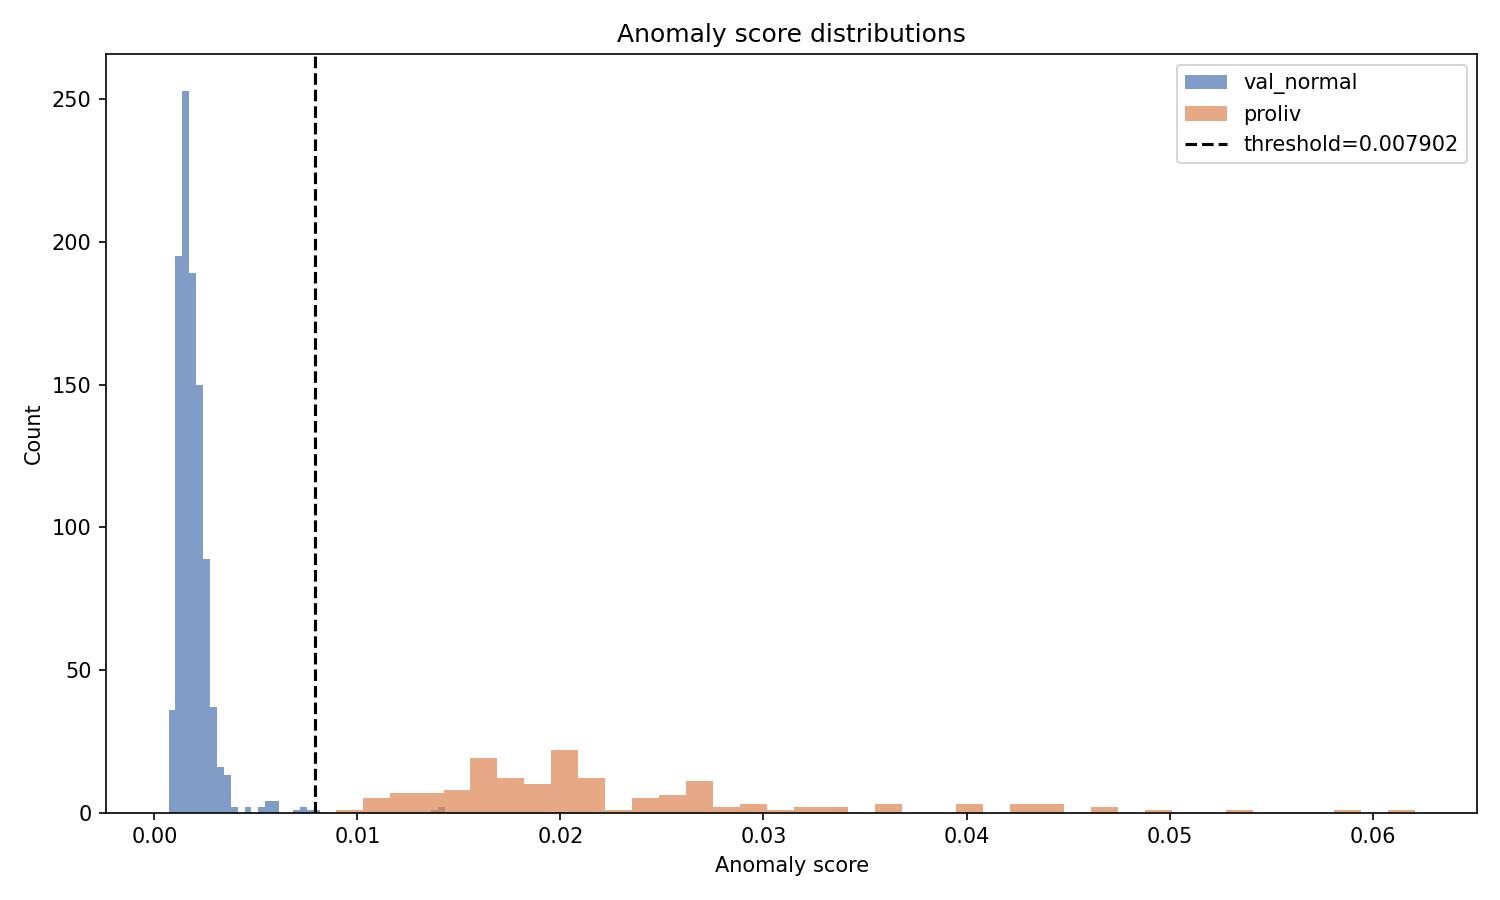 Anomaly score distributions
val_normal
proliv
threshold=0.007902
Count
250
200
150
100
50
0
0.00 0.01 0.02 0.03 0.04 0.05 0.06
Anomaly score